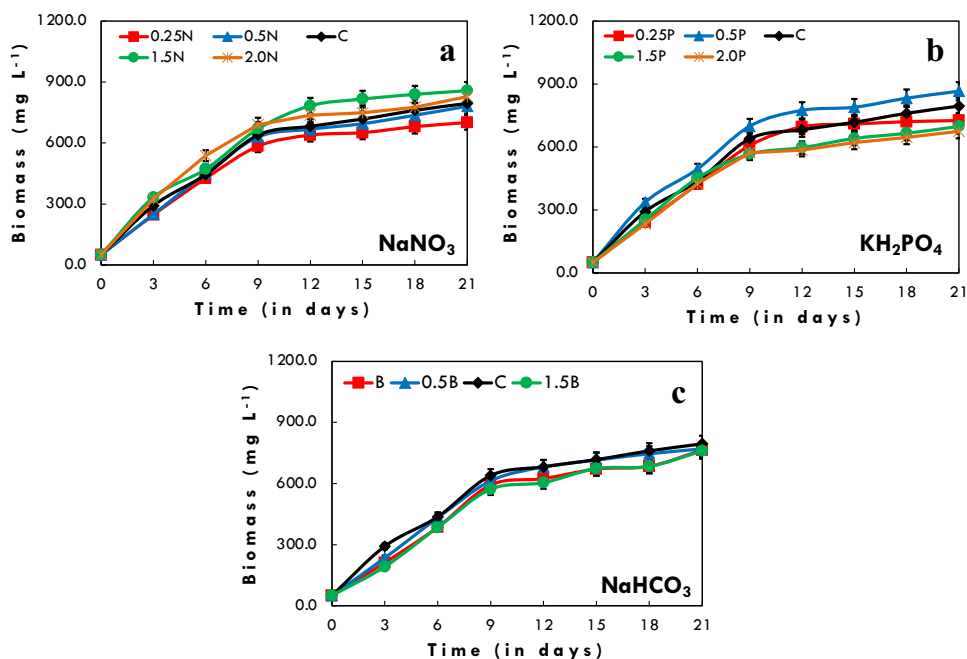 1200.0
900.0
600.0
300.0
0.0
0.25N 0.5N C
1.5N 2.0N
a
NaNO₃
0 3 6 9 12 15 18 21
Time (in days)
Biomass (mg L⁻¹)
1200.0
900.0
600.0
300.0
0.0
0.25P 0.5P C
1.5P 2.0P
b
KH₂PO₄
0 3 6 9 12 15 18 21
Time (in days)
Biomass (mg L⁻¹)
1200.0
900.0
600.0
300.0
0.0
B 0.5B C 1.5B
c
NaHCO₃
0 3 6 9 12 15 18 21
Time (in days)
Biomass (mg L⁻¹)